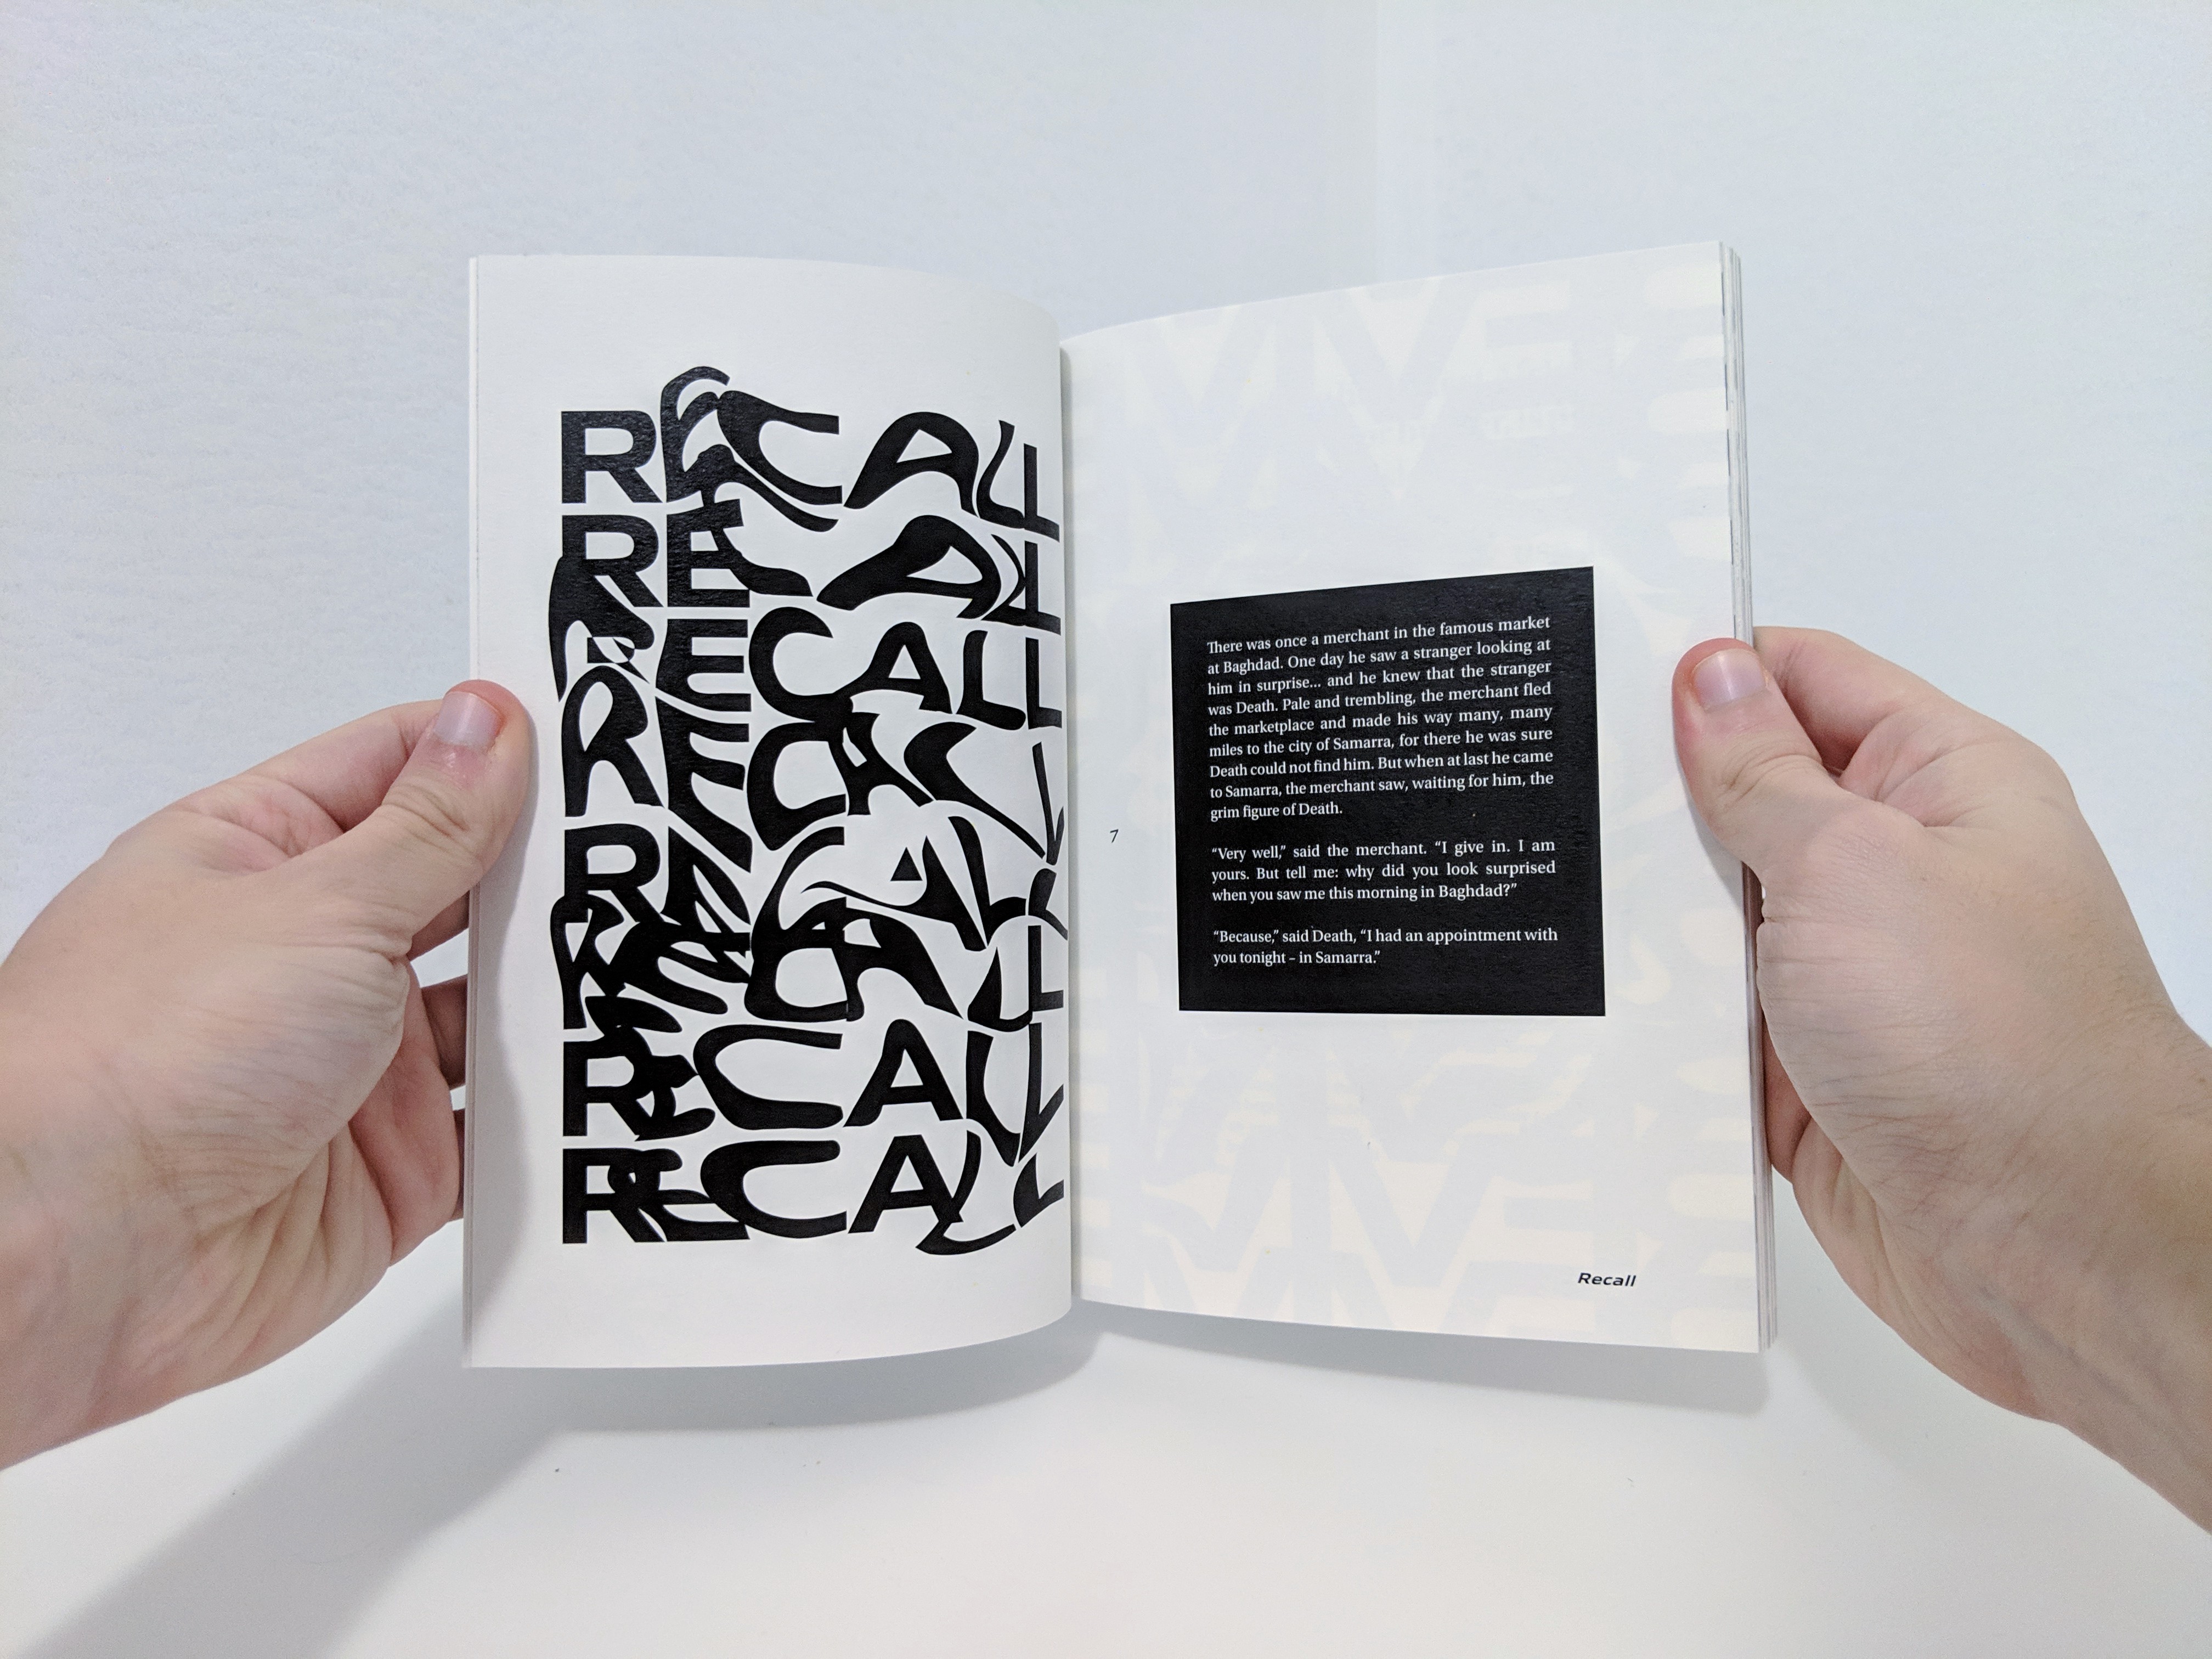 RECALL
RECALL
RECALL
RECALL
RECALL
RECALL
RECALL
RECALL
7
There was once a merchant in the famous market
at Baghdad. One day he saw a stranger looking at
him in surprise... and he knew that the stranger
was Death. Pale and trembling, the merchant fled
the marketplace and made his way many, many
miles to the city of Samarra, for there he was sure
Death could not find him. But when at last he came
to Samarra, the merchant saw, waiting for him, the
grim figure of Death.
“Very well,” said the merchant. “I give in. I am
yours. But tell me: why did you look surprised
when you saw me this morning in Baghdad?”
“Because,” said Death, “I had an appointment with
you tonight – in Samarra.”
Recall